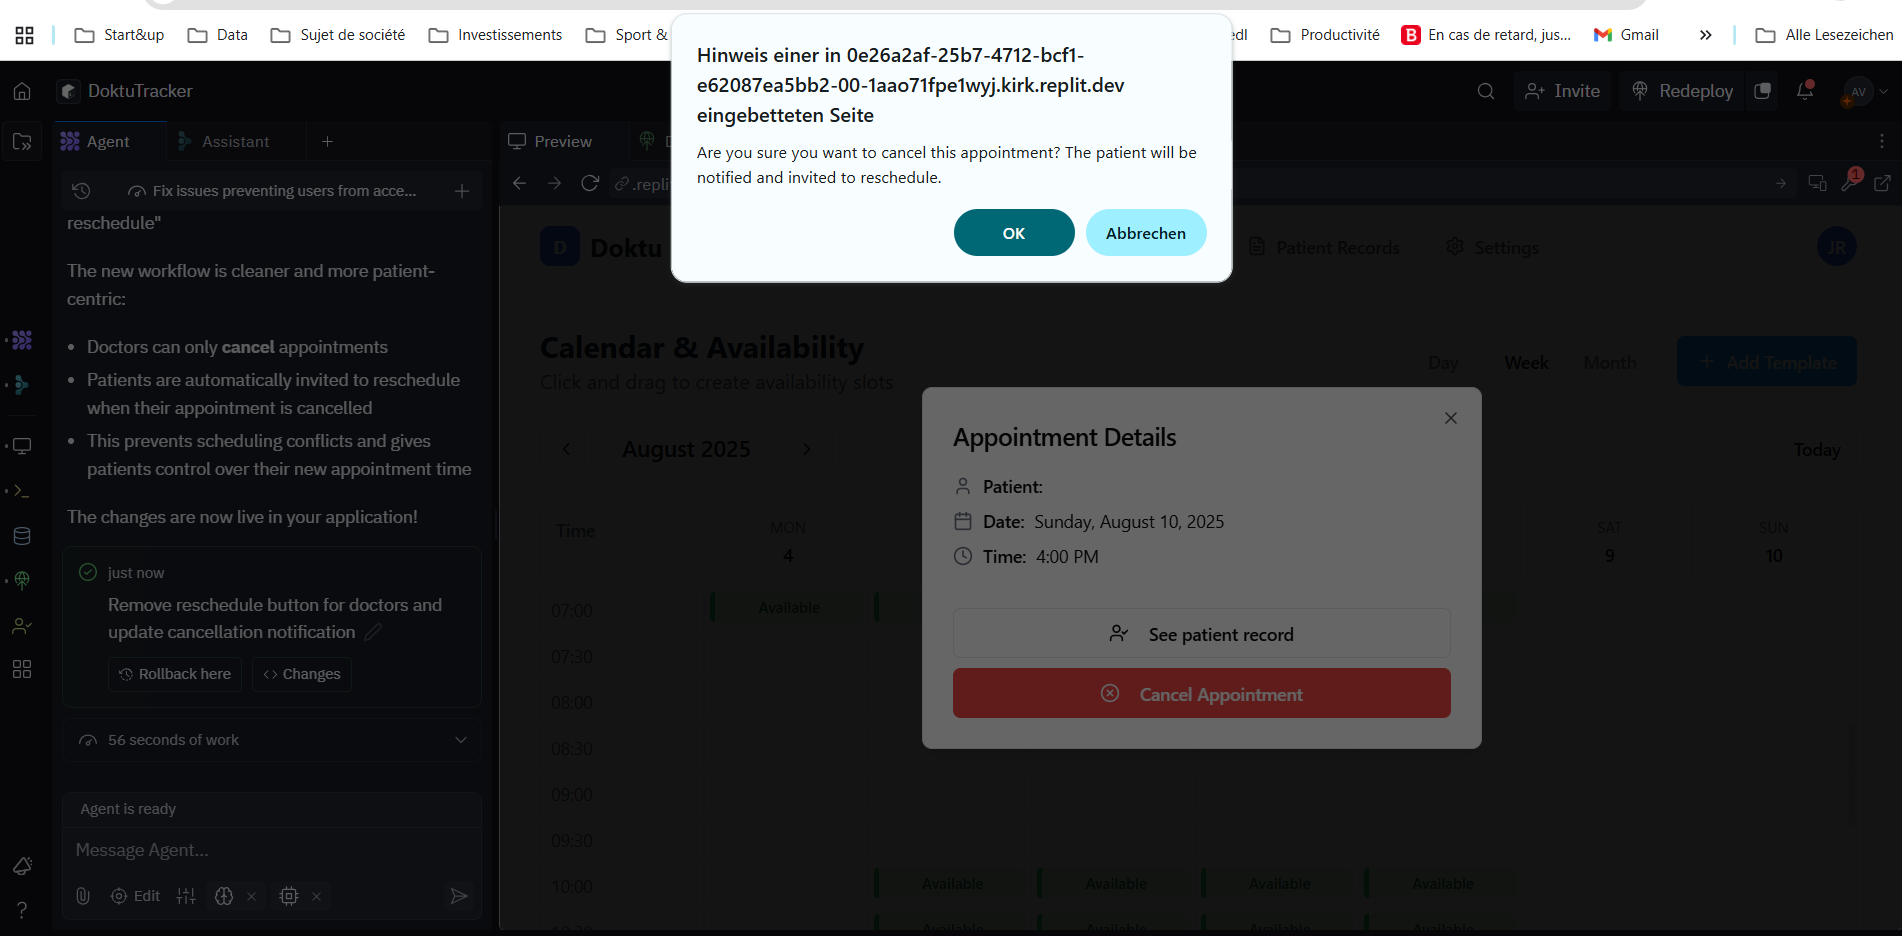 Start&up
Data
Sujet de société
Investissements
Sport &
edl
Productivité
En cas de retard, jus...
Gmail
Alle Lesezeichen
Hinweis einer in 0e26a2af-25b7-4712-bcf1-
e62087ea5bb2-00-1aao71fpe1wyj.kirk.replit.dev
eingebetteten Seite
Are you sure you want to cancel this appointment? The patient will be
notified and invited to reschedule.
OK
Abbrechen
DoktuTracker
Invite
Redeploy
AV
Agent
Assistant
Preview
D
Fix issues preventing users from acce...
.repli
1
reschedule"
The new workflow is cleaner and more patient-
centric:
• Doctors can only cancel appointments
• Patients are automatically invited to reschedule
when their appointment is cancelled
• This prevents scheduling conflicts and gives
patients control over their new appointment time
The changes are now live in your application!
just now
Remove reschedule button for doctors and
update cancellation notification
Rollback here
Changes
56 seconds of work
Agent is ready
Message Agent...
Edit
D
Doktu
Patient Records
Settings
JR
Calendar & Availability
Click and drag to create availability slots
Day
Week
Month
Add Template
August 2025
Today
Time
MON
4
SAT
9
SUN
10
07:00
Available
07:30
08:00
08:30
09:00
09:30
10:00
Available
Available
Available
Available
10:30
Available
Available
Available
Available
Appointment Details
Patient:
Date: Sunday, August 10, 2025
Time: 4:00 PM
See patient record
Cancel Appointment